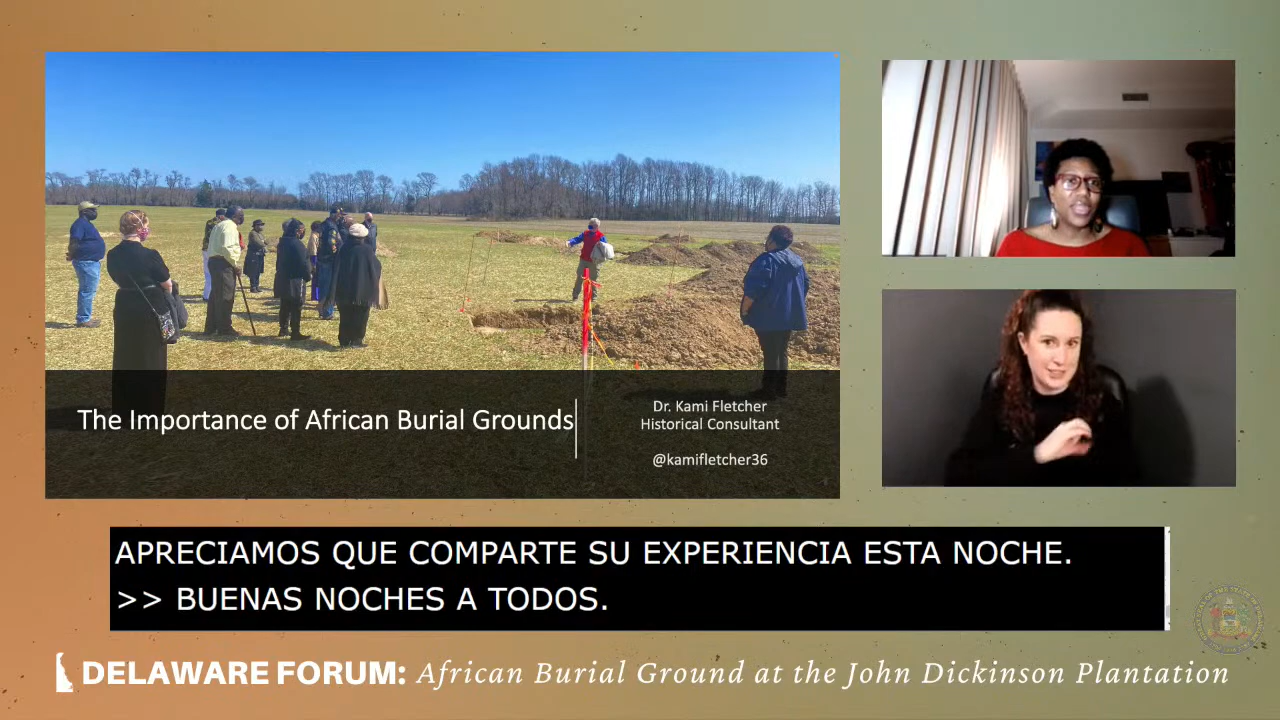 The Importance of African Burial Grounds
Dr. Kami Fletcher
Historical Consultant
@kamifletcher36
APRECIAMOS QUE COMPARTE SU EXPERIENCIA ESTA NOCHE.
>> BUENAS NOCHES A TODOS.
DELAWARE FORUM: African Burial Ground at the John Dickinson Plantation